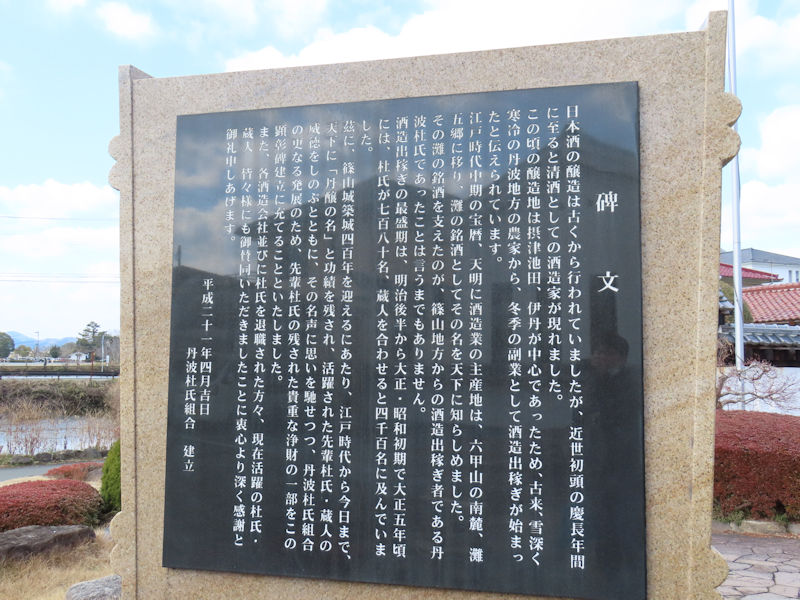 碑文
日本酒の醸造は古くから行われていましたが、近世初頭の慶長年間
に至ると清酒としての酒造家が現れました。
この頃の醸造地は摂津池田、伊丹が中心であったため、古来、雪深く
寒冷の丹波地方の農家から、冬季の副業として酒造出稼ぎが始まっ
たと伝えられています。
江戸時代中期の宝暦、天明に酒造業の主産地は、六甲山の南麓、灘
五郷に移り、灘の銘酒としてその名を天下に知らしめました。
その灘の銘酒を支えたのが、篠山地方からの酒造出稼ぎ者である丹
波杜氏であったことは言うまでもありません。
酒造出稼ぎの最盛期は、明治後半から大正・昭和初期で大正五年頃
には、杜氏が七百八十名、蔵人を合わせると四千百名に及んでいま
した。
茲に、篠山城築城四百年を迎えるにあたり、江戸時代から今日まで、
天下に「丹醸の名」と功績を残され、活躍された先輩杜氏・蔵人の
威徳をしのぶとともに、その名声に思いを馳せつつ、丹波杜氏組合
の更なる発展のため、先輩杜氏の残された貴重な浄財の一部をこの
顕彰碑建立に充てることといたしました。
また、各酒造会社並びに杜氏を退職された方々、現在活躍の杜氏・
蔵人、皆々様にも御賛同いただきましたことに衷心より深く感謝と
御礼申しあげます。
平成二十一年四月吉日
丹波杜氏組合 建立